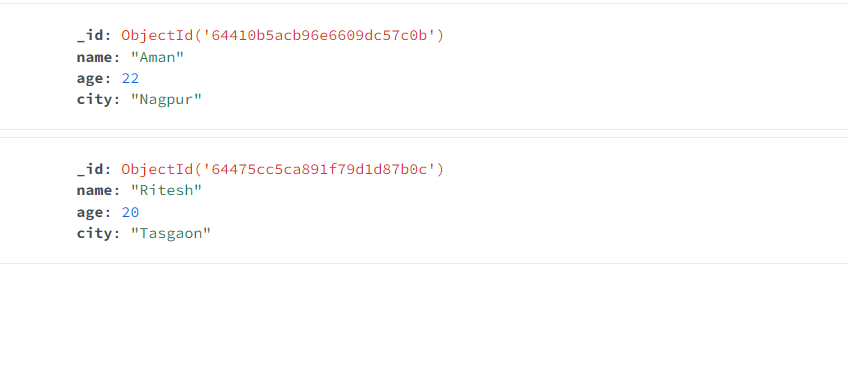 _id: ObjectId('64410b5acb96e6609dc57c0b')
name: "Aman"
age: 22
city: "Nagpur"
_id: ObjectId('64475cc5ca891f79d1d87b0c')
name: "Ritesh"
age: 20
city: "Tasgaon"